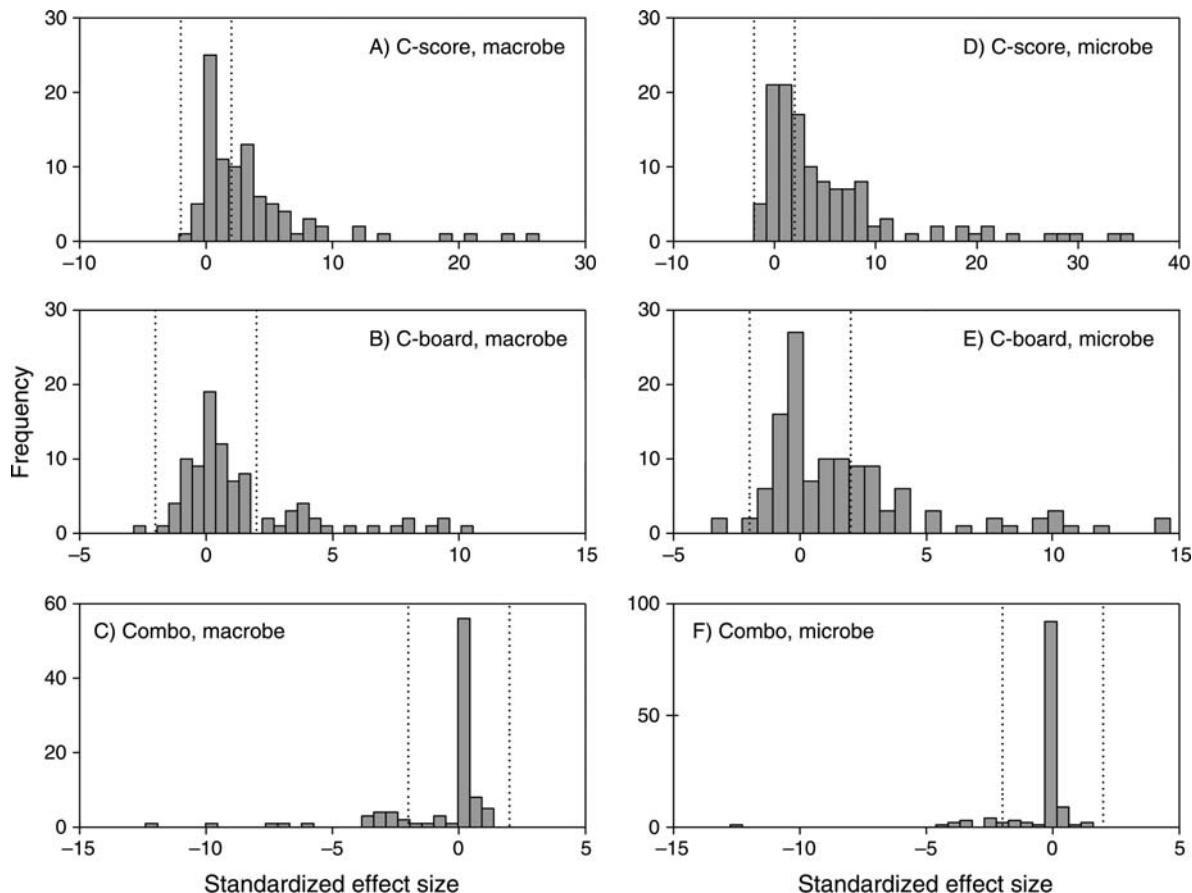 30
20
10
0
A) C-score, macrobe
–10 0 10 20 30
30
20
10
0
D) C-score, microbe
–10 0 10 20 30 40
Frequency
30
20
10
0
B) C-board, macrobe
–5 0 5 10 15
30
20
10
0
E) C-board, microbe
–5 0 5 10 15
60
40
20
0
C) Combo, macrobe
–15 –10 –5 0 5
Standardized effect size
100
50
0
F) Combo, microbe
–15 –10 –5 0 5
Standardized effect size